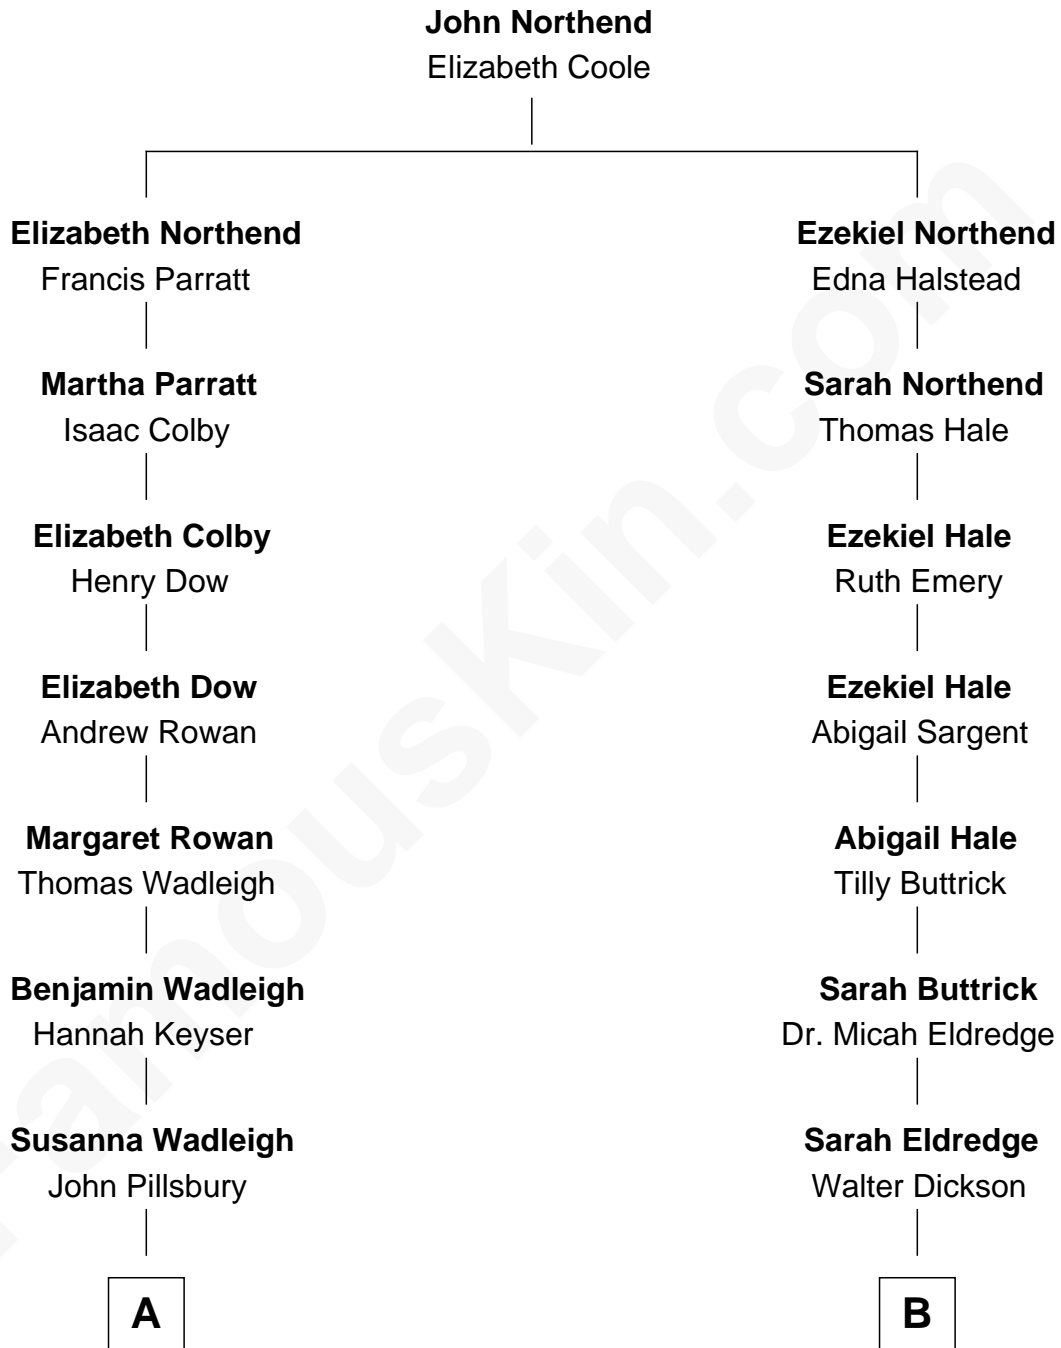 John Northend
Elizabeth Coole
Elizabeth Northend
Francis Parratt
Martha Parratt
Isaac Colby
Elizabeth Colby
Henry Dow
Elizabeth Dow
Andrew Rowan
Margaret Rowan
Thomas Wadleigh
Benjamin Wadleigh
Hannah Keyser
Susanna Wadleigh
John Pillsbury
A
Ezekiel Northend
Edna Halstead
Sarah Northend
Thomas Hale
Ezekiel Hale
Ruth Emery
Ezekiel Hale
Abigail Sargent
Abigail Hale
Tilly Buttrick
Sarah Buttrick
Dr. Micah Eldredge
Sarah Eldredge
Walter Dickson
B
FamousKin.com